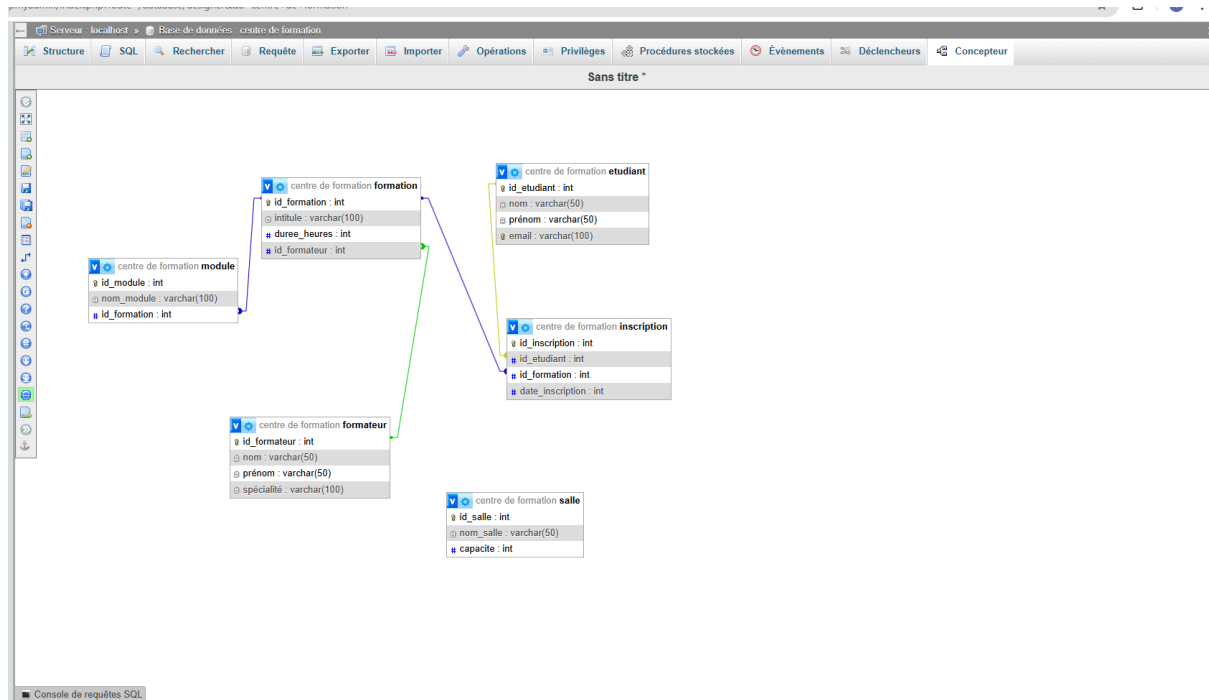 Serveur : localhost » Base de données : centre de formation
Structure SQL Rechercher Requête Exporter Importer Opérations Privilèges Procédures stockées Évènements Déclencheurs Concepteur
Sans titre *
centre de formation etudiant
id_etudiant : int
nom : varchar(50)
prénom : varchar(50)
email : varchar(100)
centre de formation formation
id_formation : int
intitule : varchar(100)
duree_heures : int
id_formateur : int
centre de formation module
id_module : int
nom_module : varchar(100)
id_formation : int
centre de formation inscription
id_inscription : int
id_etudiant : int
id_formation : int
date_inscription : int
centre de formation formateur
id_formateur : int
nom : varchar(50)
prénom : varchar(50)
spécialité : varchar(100)
centre de formation salle
id_salle : int
nom_salle : varchar(50)
capacite : int
Console de requêtes SQL